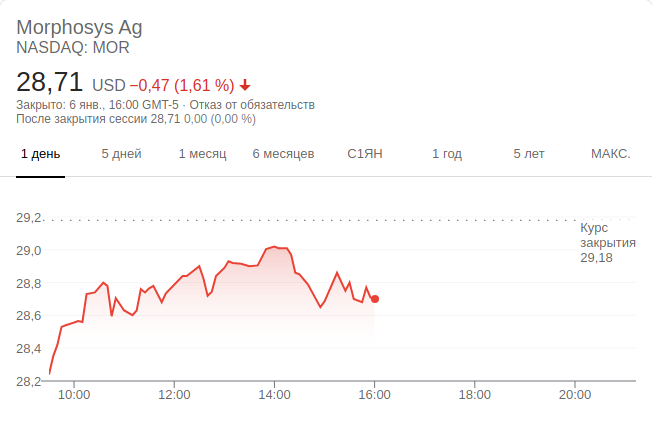 Morphosys Ag
NASDAQ: MOR
28,71 USD −0,47 (1,61 %)
Закрыто: 6 янв., 16:00 GMT-5 · Отказ от обязательств
После закрытия сессии 28,71 0,00 (0,00 %)
1 день 5 дней 1 месяц 6 месяцев С1ЯН 1 год 5 лет МАКС.
29,2
Курс
закрытия
29,18
29,0
28,8
28,6
28,4
28,2
10:00 12:00 14:00 16:00 18:00 20:00